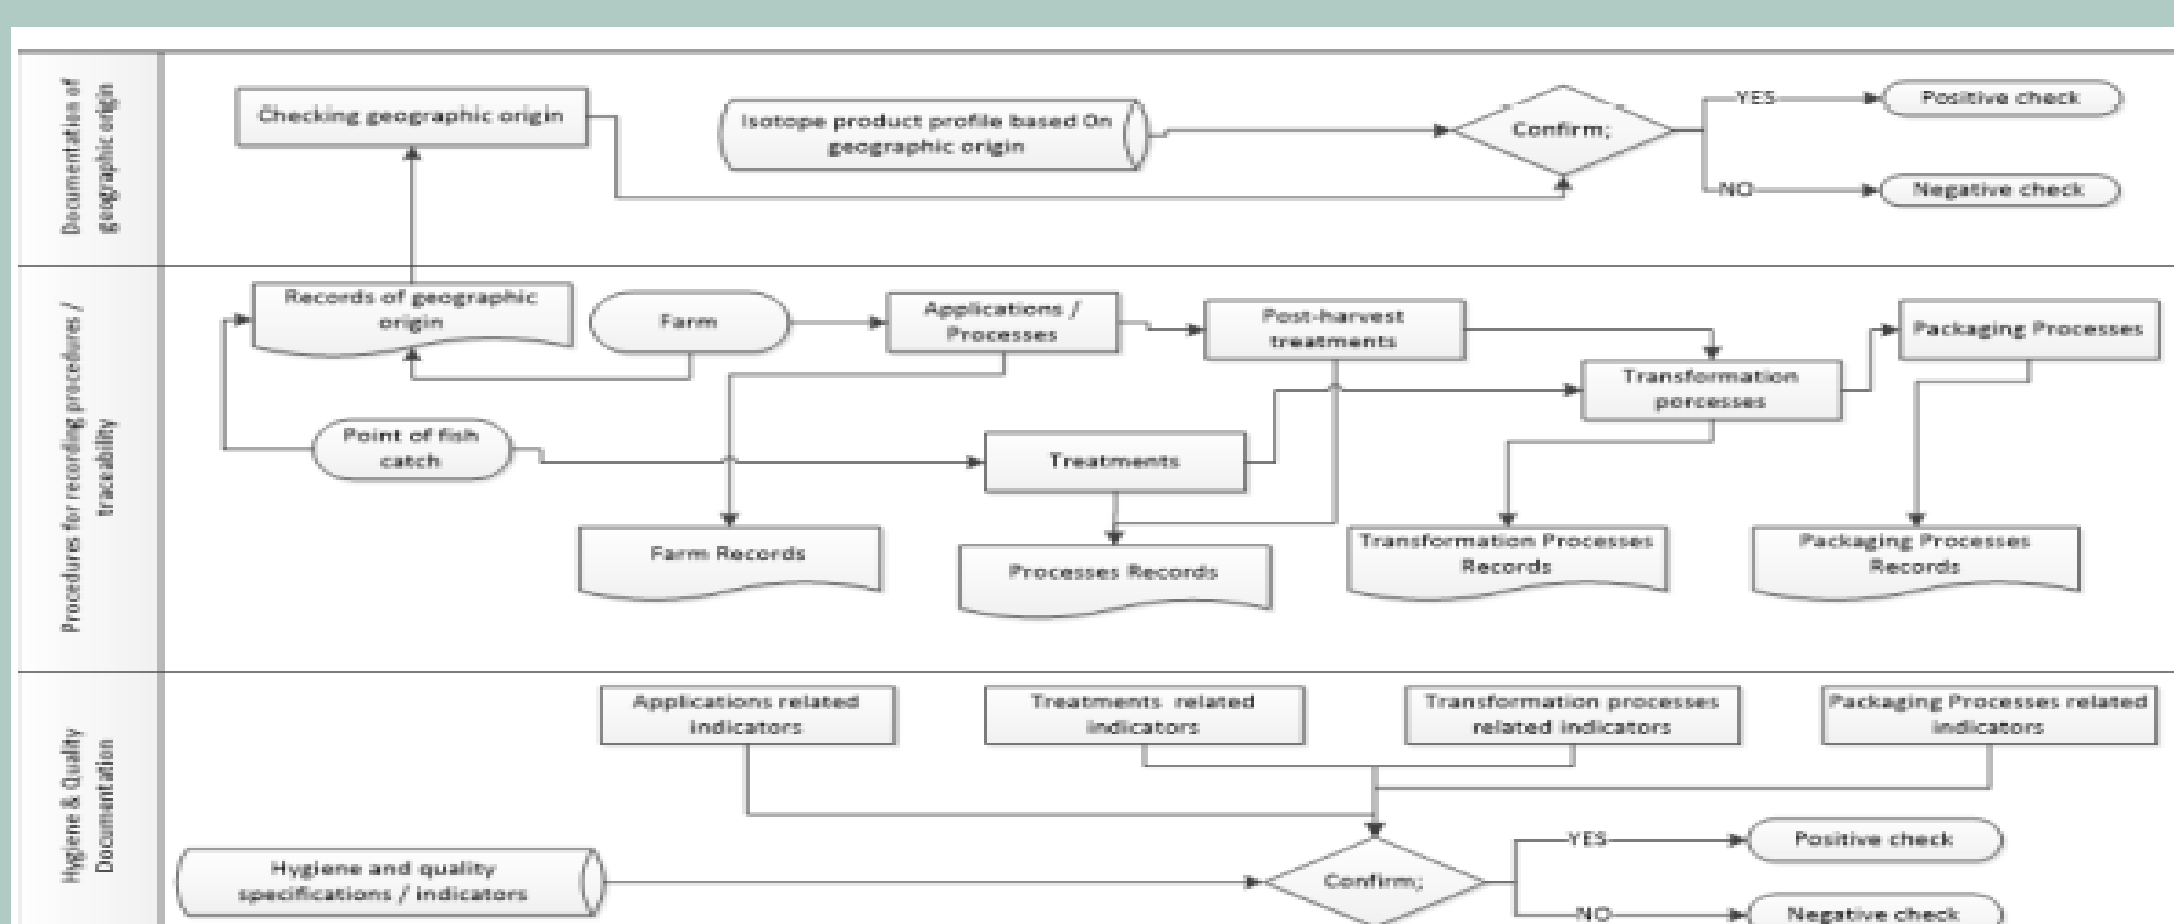 Documentation of
geographic origin
Checking geographic origin
Isotope product profile based On
geographic origin
Confirm;
YES
Positive check
NO
Negative check
Procedures for recording procedures /
traceability
Records of geographic
origin
Farm
Applications /
Processes
Post-harvest
treatments
Packaging Processes
Transformation
porcesses
Point of fish
catch
Treatments
Farm Records
Processes Records
Transformation Processes
Records
Packaging Processes
Records
Hygiene & Quality
Documentation
Applications related
indicators
Treatments related
indicators
Transformation processes
related indicators
Packaging Processes related
indicators
Hygiene and quality
specifications / indicators
Confirm;
YES
Positive check
NO
Negative check